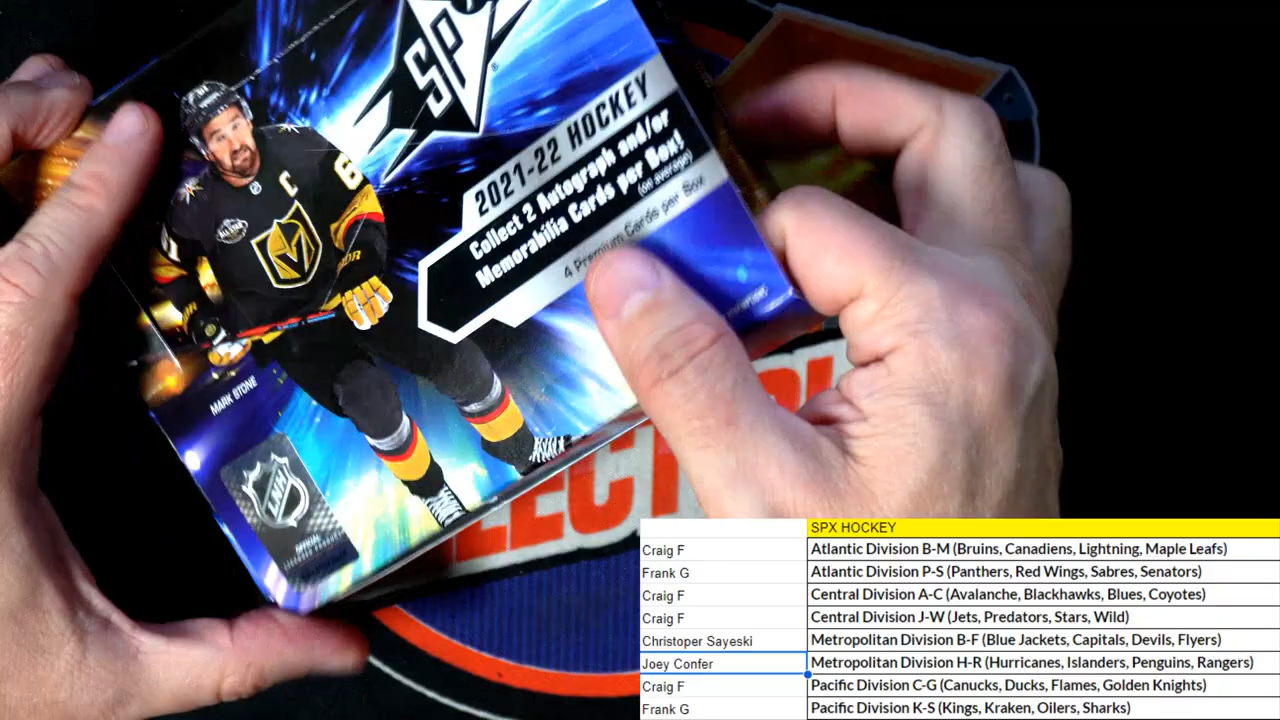 SPX
2021-22 HOCKEY
Collect 2 Autograph and/or
Memorabilia Cards per Box!
(on average)
4 Premium Cards per Box
C
MARK STONE
LNH
SPX HOCKEY
Craig F Atlantic Division B-M (Bruins, Canadiens, Lightning, Maple Leafs)
Frank G Atlantic Division P-S (Panthers, Red Wings, Sabres, Senators)
Craig F Central Division A-C (Avalanche, Blackhawks, Blues, Coyotes)
Craig F Central Division J-W (Jets, Predators, Stars, Wild)
Christoper Sayeski Metropolitan Division B-F (Blue Jackets, Capitals, Devils, Flyers)
Joey Confer Metropolitan Division H-R (Hurricanes, Islanders, Penguins, Rangers)
Craig F Pacific Division C-G (Canucks, Ducks, Flames, Golden Knights)
Frank G Pacific Division K-S (Kings, Kraken, Oilers, Sharks)